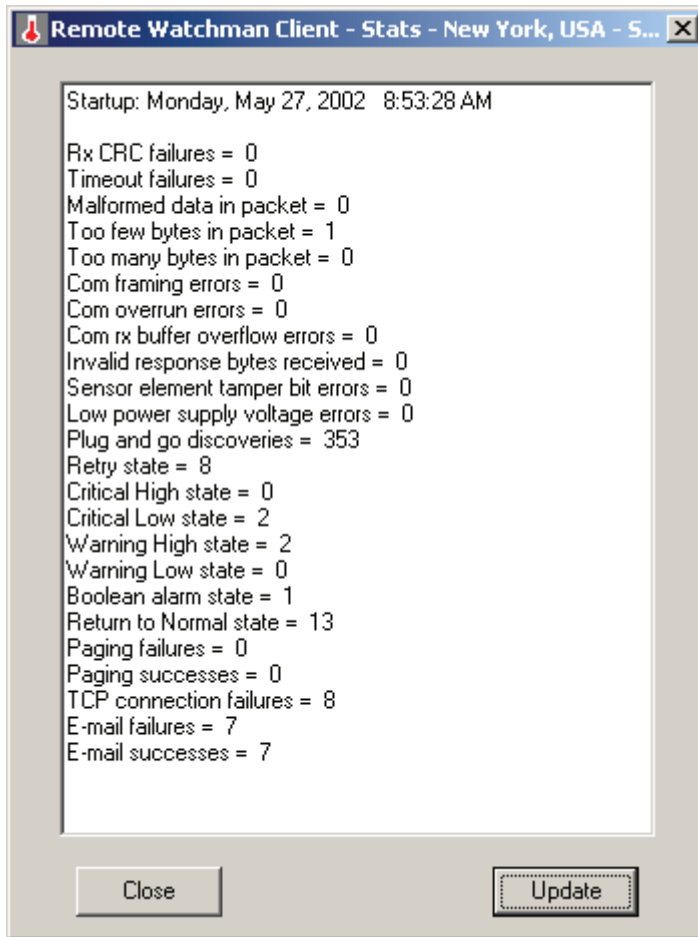 Remote Watchman Client - Stats - New York, USA - S...
Startup: Monday, May 27, 2002 8:53:28 AM
Rx CRC failures = 0
Timeout failures = 0
Malformed data in packet = 0
Too few bytes in packet = 1
Too many bytes in packet = 0
Com framing errors = 0
Com overrun errors = 0
Com rx buffer overflow errors = 0
Invalid response bytes received = 0
Sensor element tamper bit errors = 0
Low power supply voltage errors = 0
Plug and go discoveries = 353
Retry state = 8
Critical High state = 0
Critical Low state = 2
Warning High state = 2
Warning Low state = 0
Boolean alarm state = 1
Return to Normal state = 13
Paging failures = 0
Paging successes = 0
TCP connection failures = 8
E-mail failures = 7
E-mail successes = 7
Close Update